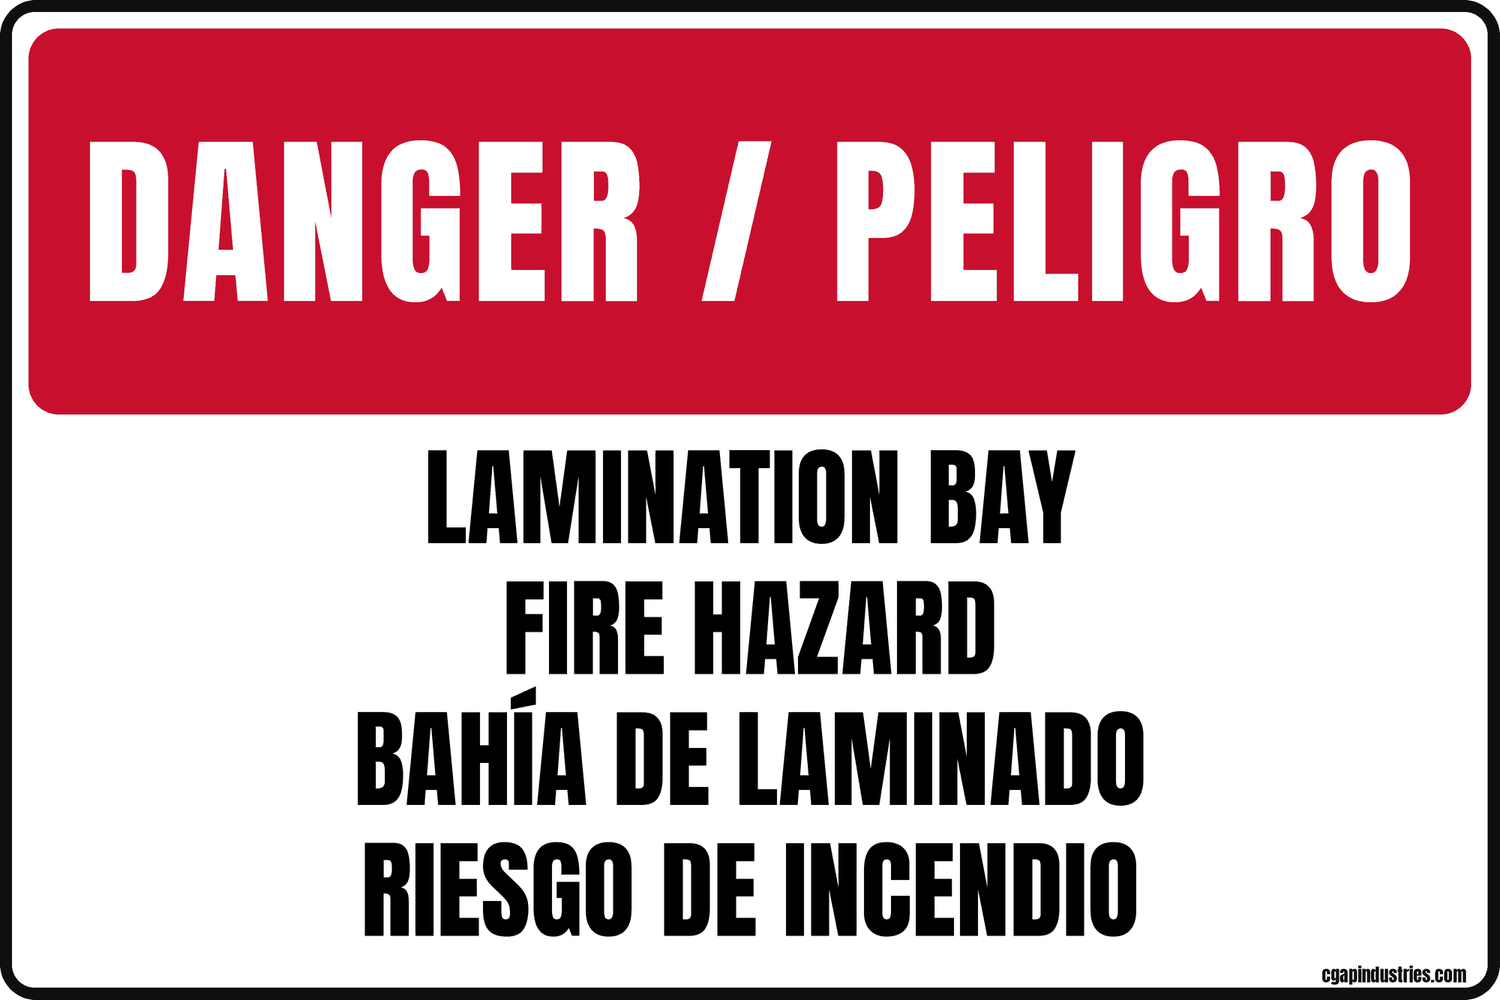 DANGER / PELIGRO
LAMINATION BAY
FIRE HAZARD
BAHÍA DE LAMINADO
RIESGO DE INCENDIO
cgapindustries.com